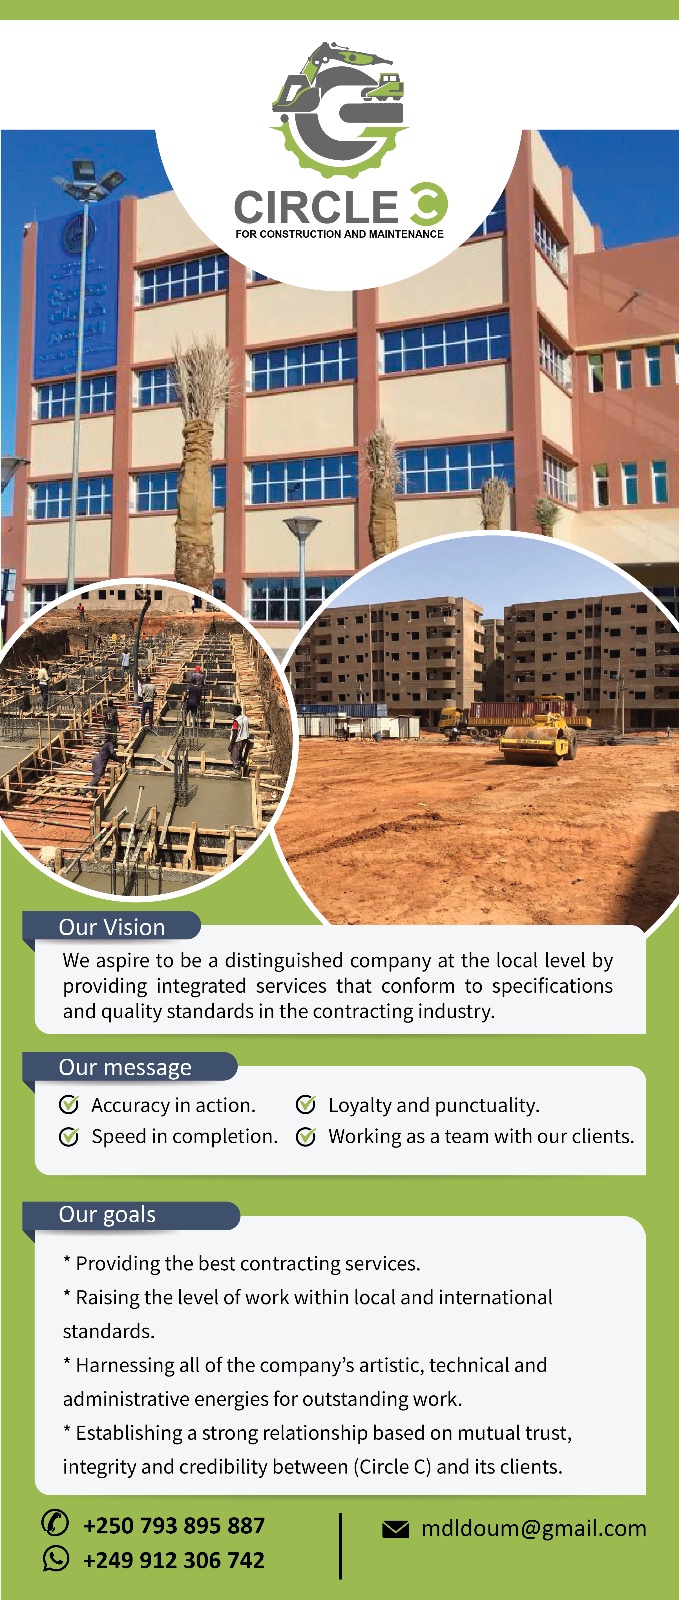 CIRCLE C
FOR CONSTRUCTION AND MAINTENANCE
Our Vision
We aspire to be a distinguished company at the local level by
providing integrated services that conform to specifications
and quality standards in the contracting industry.
Our message
Accuracy in action.
Loyalty and punctuality.
Speed in completion.
Working as a team with our clients.
Our goals
* Providing the best contracting services.
* Raising the level of work within local and international
standards.
* Harnessing all of the company’s artistic, technical and
administrative energies for outstanding work.
* Establishing a strong relationship based on mutual trust,
integrity and credibility between (Circle C) and its clients.
+250 793 895 887
+249 912 306 742
mdldoum@gmail.com